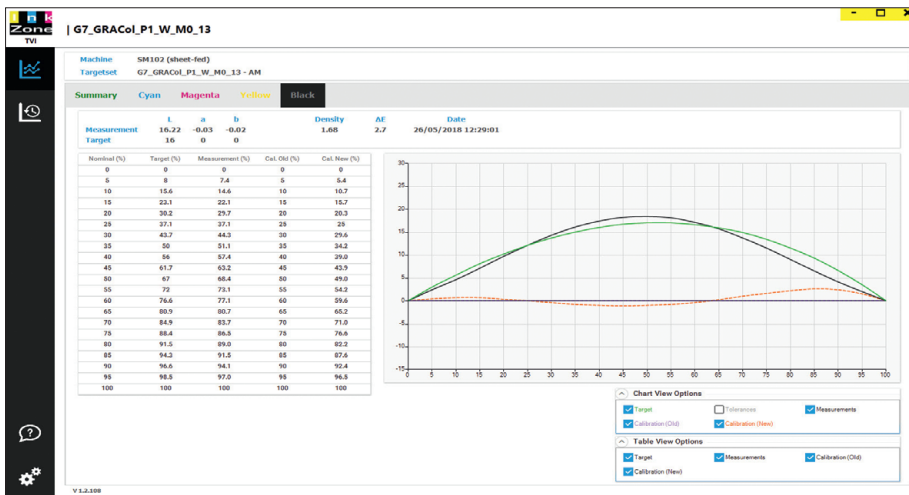 Ink
Zone
TVi
| G7_GRACol_P1_W_M0_13
Machine SM102 (sheet-fed)
Targetset G7_GRACol_P1_W_M0_13 - AM
Summary Cyan Magenta Yellow Black
L a b Density ΔE Date
Measurement 16.22 -0.03 -0.02 1.68 2.7 26/05/2018 12:29:01
Target 16 0 0
Nominal (%) Target (%) Measurement (%) Cal. Old (%) Cal. New (%)
0 0 0 0 0
5 8 7.4 5 5.4
10 15.6 14.6 10 10.7
15 23.1 22.1 15 15.7
20 30.2 29.7 20 20.3
25 37.1 37.1 25 25
30 43.7 44.3 30 29.6
35 50 51.1 35 34.2
40 56 57.4 40 39.0
45 61.7 63.2 45 43.9
50 67 68.4 50 49.0
55 72 73.1 55 54.2
60 76.6 77.1 60 59.6
65 80.9 80.7 65 65.2
70 84.9 83.7 70 71.0
75 88.4 86.5 75 76.6
80 91.5 89.0 80 82.2
85 94.3 91.5 85 87.6
90 96.6 94.1 90 92.4
95 98.5 97.0 95 96.5
100 100 100 100 100
30
25
20
15
10
5
0
-5
-10
-15
0 5 10 15 20 25 30 35 40 45 50 55 60 65 70 75 80 85 90 95 100
Chart View Options
Target Tolerances Measurements
Calibration (Old) Calibration (New)
Table View Options
Target Measurements Calibration (Old)
Calibration (New)
V 1.2.108